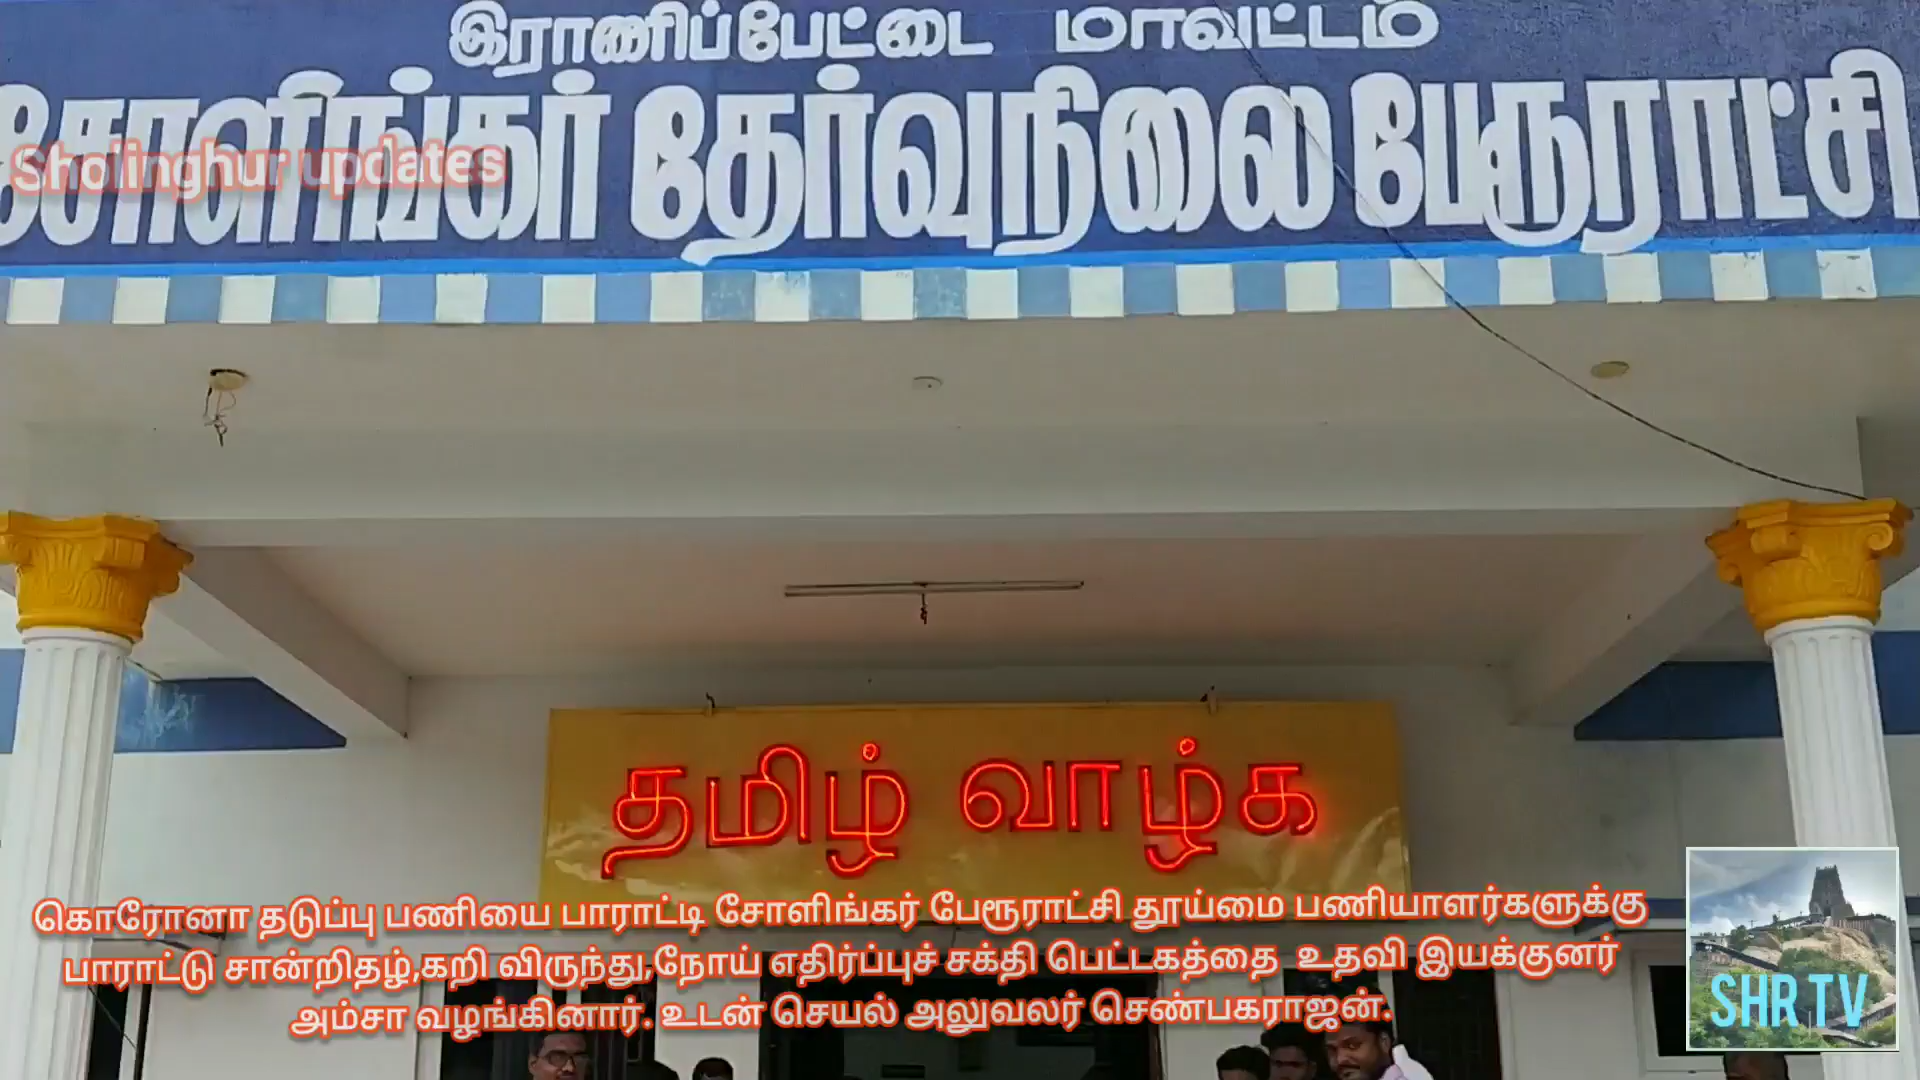 இராணிப்பேட்டை மாவட்டம்
சோளிங்கர் தேர்வுநிலை பேரூராட்சி
Sholinghur updates
தமிழ் வாழ்க
கொரோனா தடுப்பு பணியை பாராட்டி சோளிங்கர் பேரூராட்சி தூய்மை பணியாளர்களுக்கு
பாராட்டு சான்றிதழ்,கறி விருந்து,நோய் எதிர்ப்புச் சக்தி பெட்டகத்தை உதவி இயக்குனர்
அம்சா வழங்கினார். உடன் செயல் அலுவலர் செண்பகராஜன்.
SHR TV